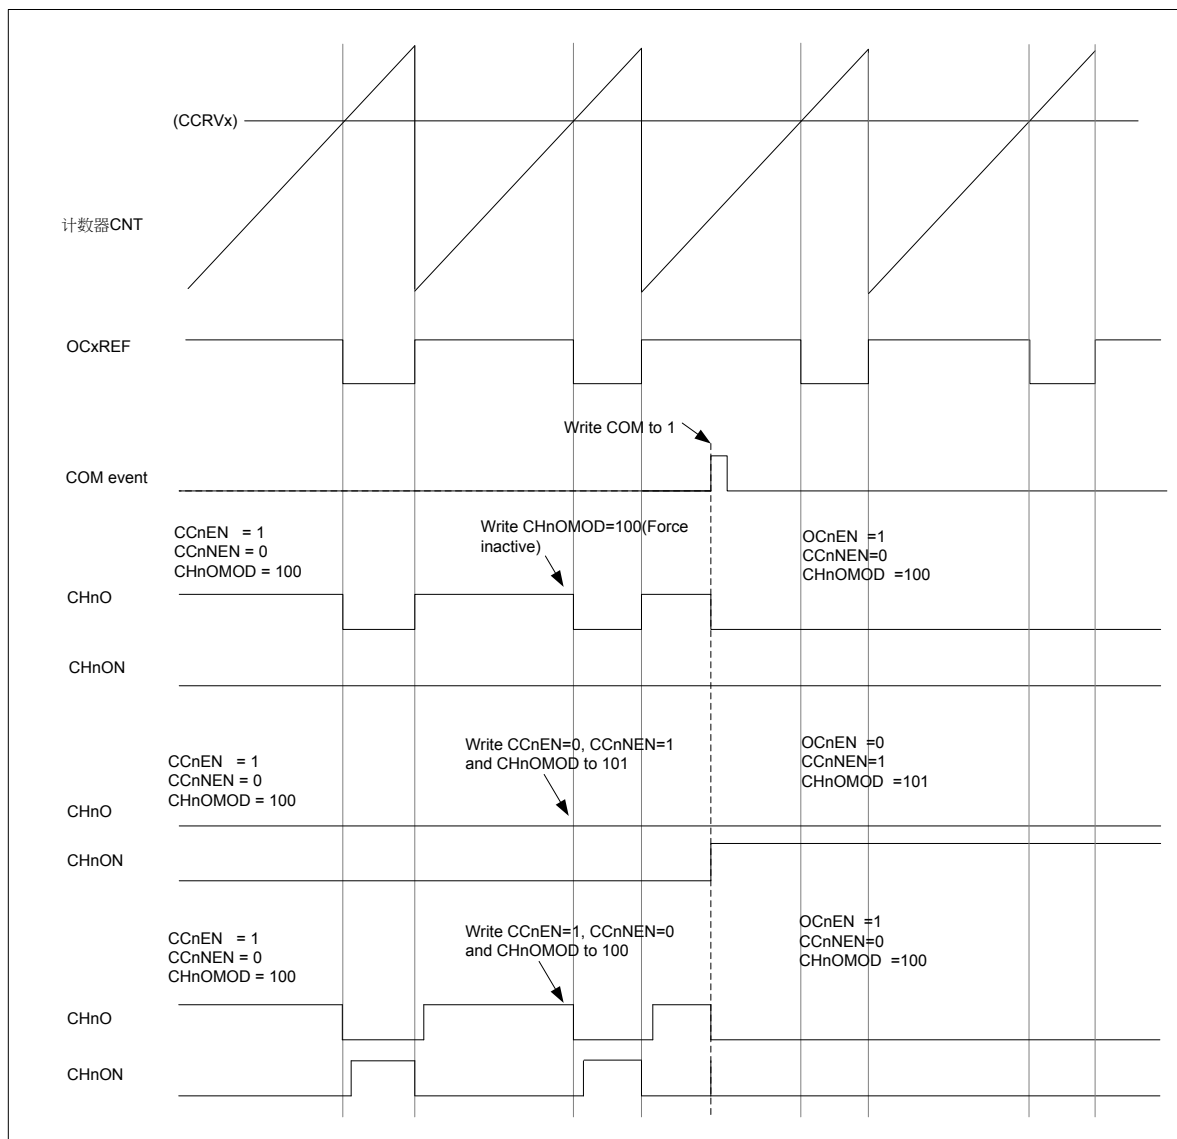 (CCRVx)
计数器CNT
OCxREF
Write COM to 1
COM event
CCnEN = 1
CCnNEN = 0
CHnOMOD = 100
Write CHnOMOD=100(Force
inactive)
OCnEN =1
CCnNEN=0
CHnOMOD =100
CHnO
CHnON
CCnEN = 1
CCnNEN = 0
CHnOMOD = 100
Write CCnEN=0, CCnNEN=1
and CHnOMOD to 101
OCnEN =0
CCnNEN=1
CHnOMOD =101
CHnO
CHnON
CCnEN = 1
CCnNEN = 0
CHnOMOD = 100
Write CCnEN=1, CCnNEN=0
and CHnOMOD to 100
OCnEN =1
CCnNEN=0
CHnOMOD =100
CHnO
CHnON